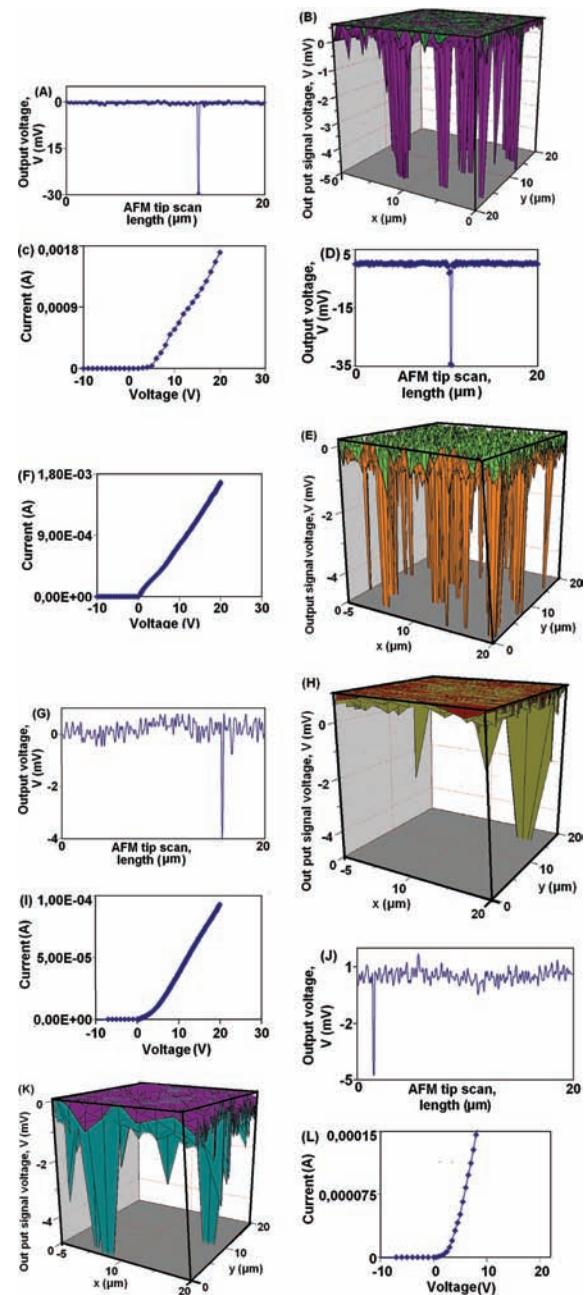 (A)
Output voltage,
V (mV)
0
15
-30
0
20
AFM tip scan
length (µm)
(B)
Out put signal voltage, V (mV)
0
-1
-2
-3
-4
-5
0
x (µm)
10
20
0
y (µm)
10
20
(C)
Current (A)
0,0018
0,0009
0
-10
0
10
20
30
Voltage (V)
(D)
Output voltage,
V (mV)
5
-15
-35
0
20
AFM tip scan,
length (µm)
(E)
Output signal voltage,V (mV)
0
-2
-4
0
-5
x (µm)
10
20
0
y (µm)
10
20
(F)
Current (A)
1,80E-03
9,00E-04
0,00E+00
-10
0
10
20
30
Voltage (V)
(G)
Output voltage,
V (mV)
0
-2
-4
0
20
AFM tip scan,
length (µm)
(H)
Out put signal voltage, V (mV)
0
-2
-4
0
-5
x (µm)
10
20
0
y (µm)
10
20
(I)
Current (A)
1,00E-04
5,00E-05
0,00E+00
-10
0
10
20
30
Voltage (V)
(J)
Output voltage,
V (mV)
1
-2
-5
0
20
AFM tip scan,
length (µm)
(K)
Out put signal voltage, V (mV)
0
-2
-4
0
-5
x (µm)
10
20
0
y (µm)
10
20
(L)
Current (A)
0,00015
0,000075
0
-10
0
10
20
Voltage(V)